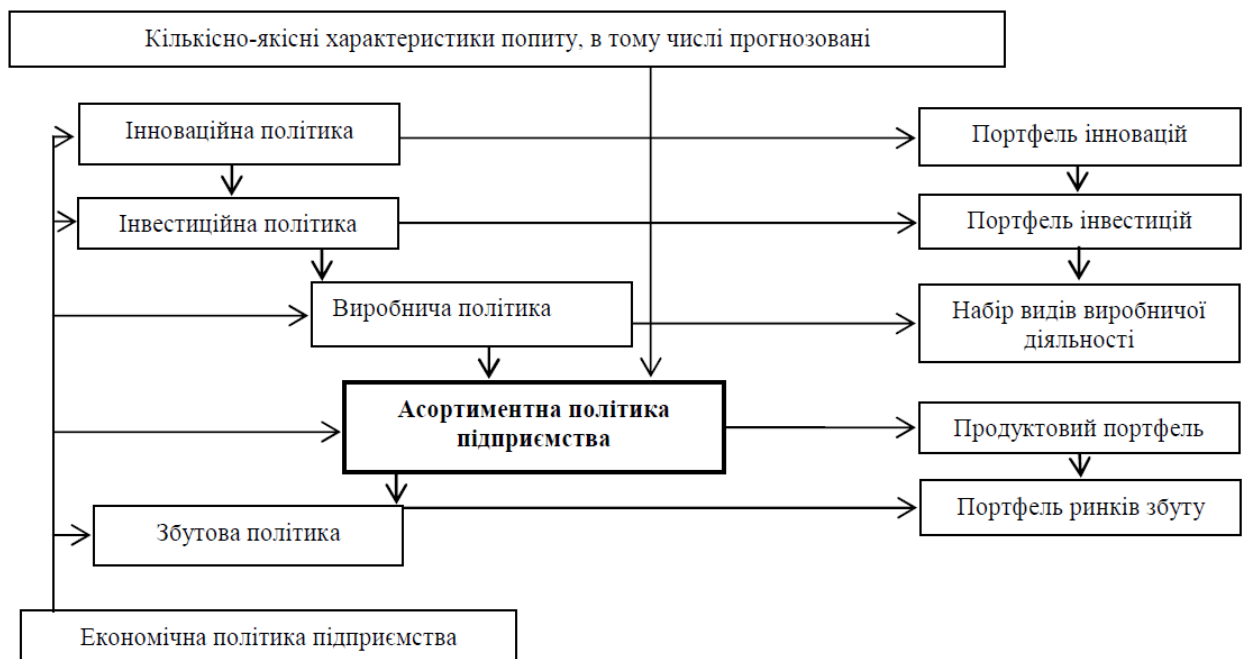 Кількісно-якісні характеристики попиту, в тому числі прогнозовані
Інноваційна політика
Портфель інновацій
Інвестиційна політика
Портфель інвестицій
Виробнича політика
Набір видів виробничої
діяльності
Асортиментна політика
підприємства
Продуктовий портфель
Портфель ринків збуту
Збутова політика
Економічна політика підприємства